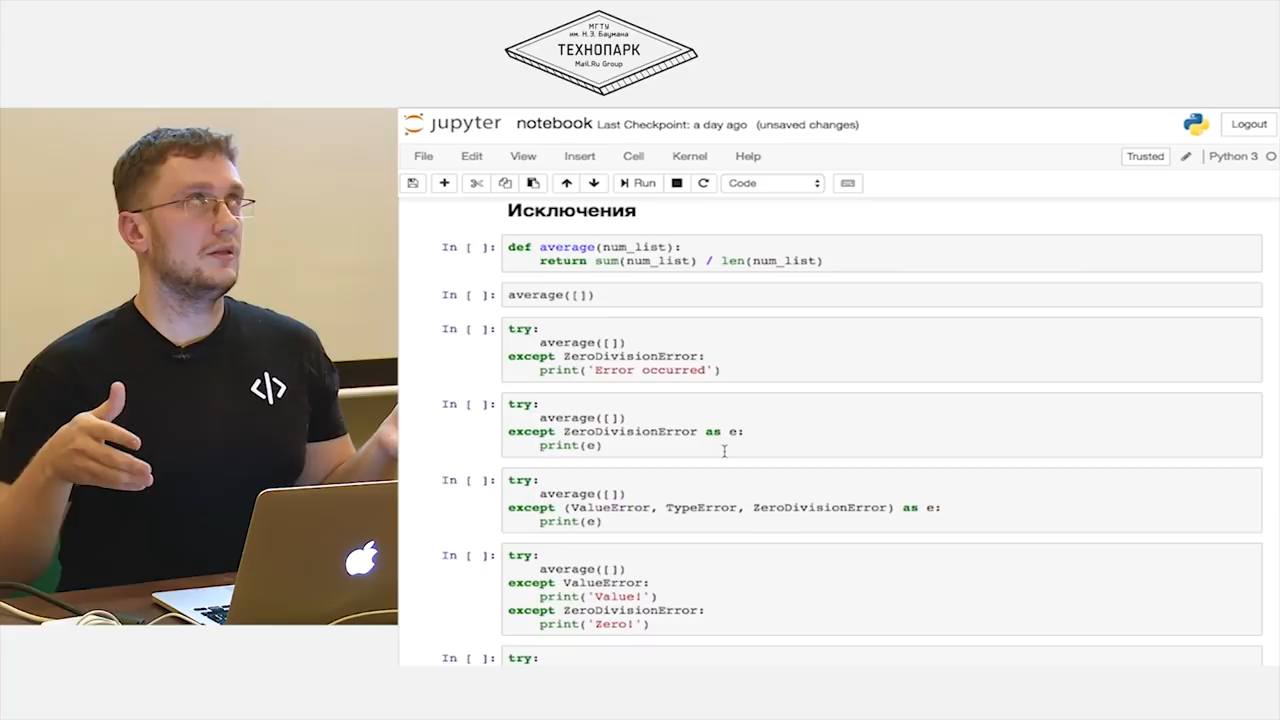 МГТУ
им. Н.Э. Баумана
ТЕХНОПАРК
Mail.Ru Group
jupyter notebook Last Checkpoint: a day ago (unsaved changes)
Logout
File Edit View Insert Cell Kernel Help
Trusted
Python 3
Run
Code
Исключения
In [ ]: def average(num_list):
    return sum(num_list) / len(num_list)
In [ ]: average([])
In [ ]: try:
    average([])
except ZeroDivisionError:
    print('Error occurred')
In [ ]: try:
    average([])
except ZeroDivisionError as e:
    print(e)
In [ ]: try:
    average([])
except (ValueError, TypeError, ZeroDivisionError) as e:
    print(e)
In [ ]: try:
    average([])
except ValueError:
    print('Value!')
except ZeroDivisionError:
    print('Zero!')
In [ ]: try: